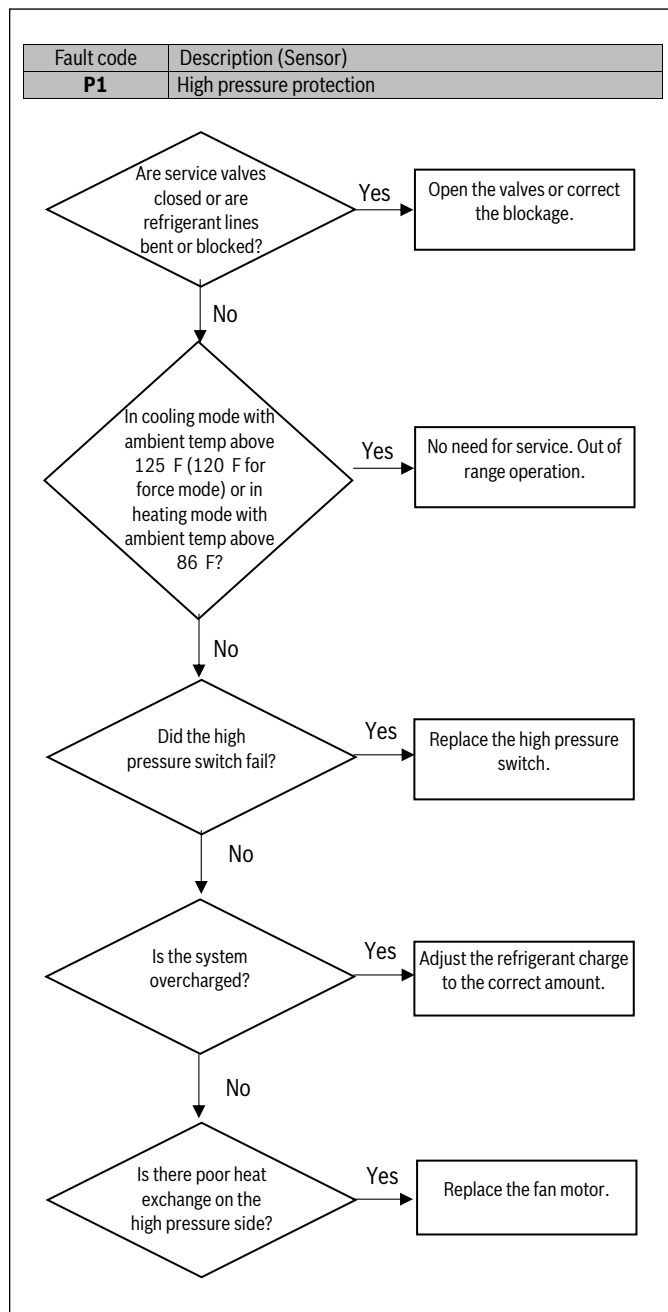 Fault code Description (Sensor)
P1 High pressure protection
Are service valves
closed or are
refrigerant lines
bent or blocked?
Yes
Open the valves or correct
the blockage.
No
In cooling mode with
ambient temp above
125 F (120 F for
force mode) or in
heating mode with
ambient temp above
86 F?
Yes
No need for service. Out of
range operation.
No
Did the high
pressure switch fail?
Yes
Replace the high pressure
switch.
No
Is the system
overcharged?
Yes
Adjust the refrigerant charge
to the correct amount.
No
Is there poor heat
exchange on the
high pressure side?
Yes
Replace the fan motor.